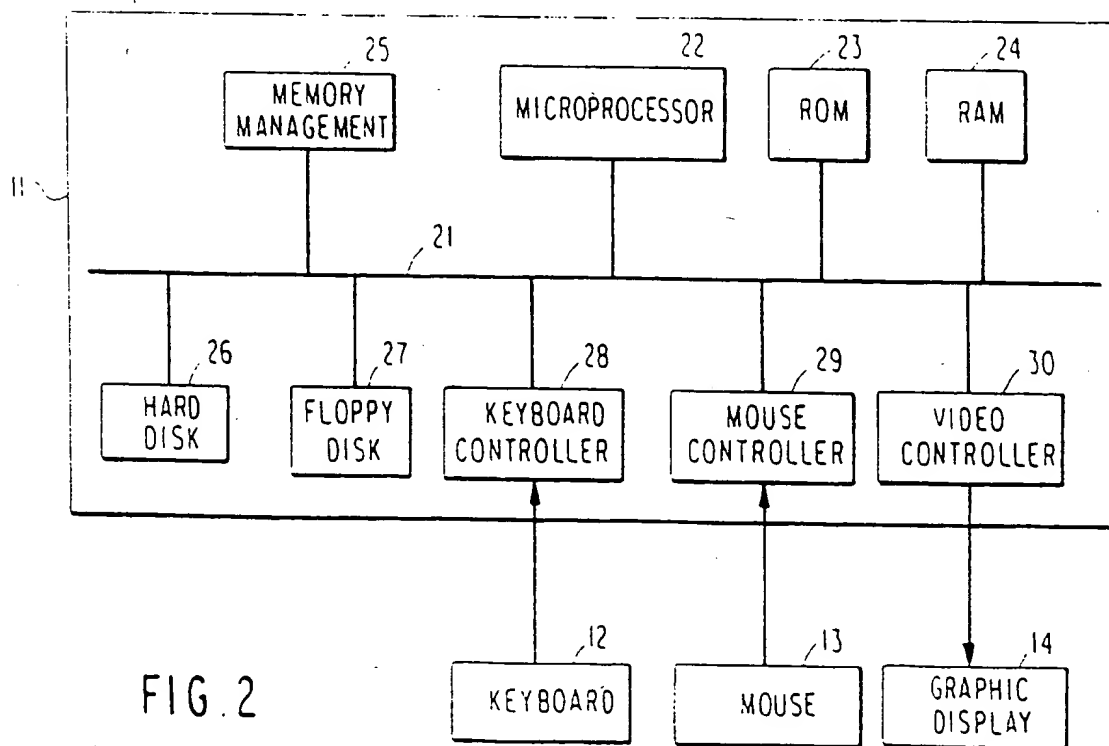 25
22
23
24
MEMORY
MANAGEMENT
MICROPROCESSOR
ROM
RAM
11
21
26
27
28
29
30
HARD
DISK
FLOPPY
DISK
KEYBOARD
CONTROLLER
MOUSE
CONTROLLER
VIDEO
CONTROLLER
12
13
14
FIG.2
KEYBOARD
MOUSE
GRAPHIC
DISPLAY